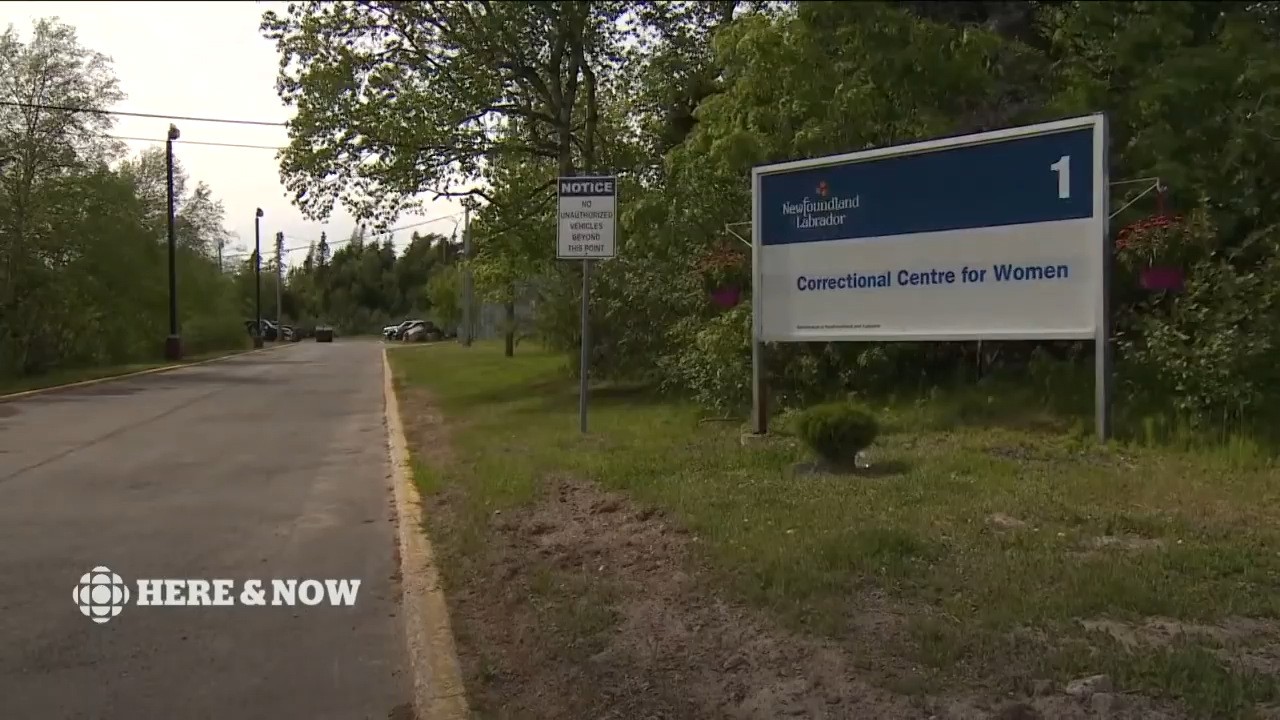 NOTICE
NO
UNAUTHORIZED
VEHICLES
BEYOND
THIS POINT
1
Newfoundland
Labrador
Correctional Centre for Women
HERE & NOW